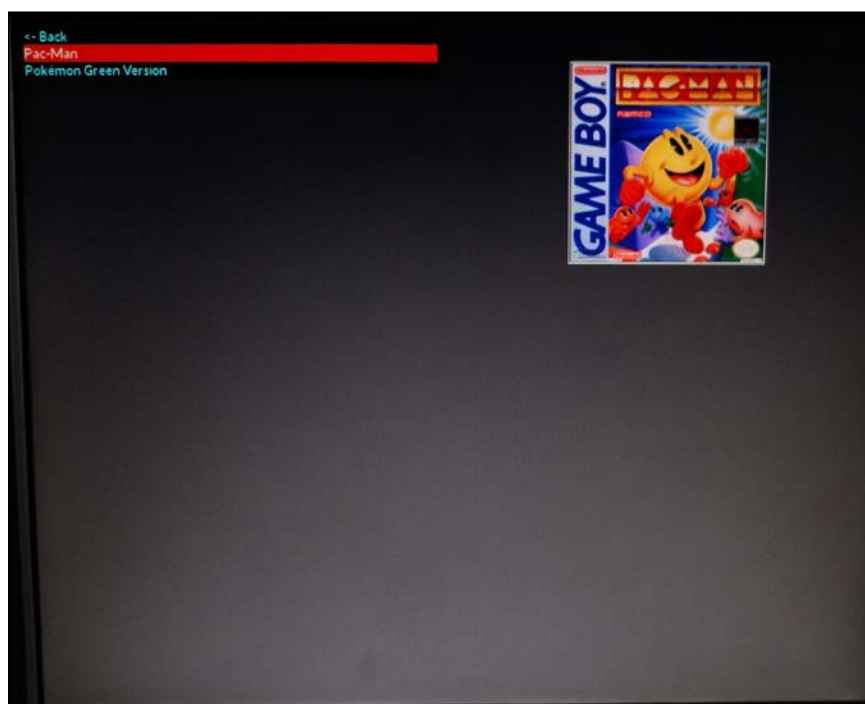 <- Back
Pac-Man
Pokémon Green Version
GAME BOY
PAC-MAN
namco